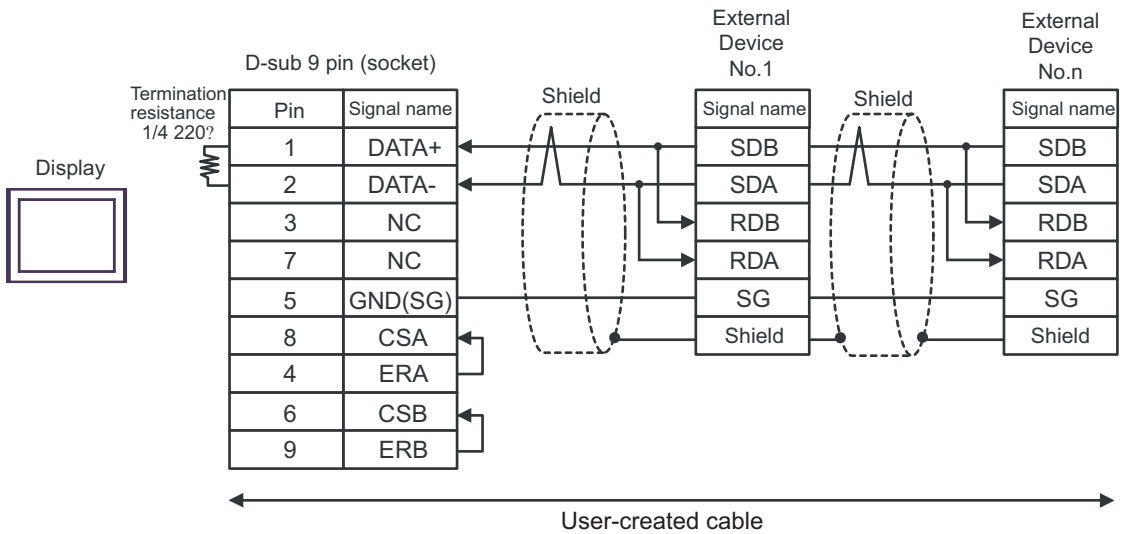 External
Device
No.1
External
Device
No.n
D-sub 9 pin (socket)
Termination
resistance
1/4 220?
Display
Shield
Shield
Pin Signal name
1 DATA+
2 DATA-
3 NC
7 NC
5 GND(SG)
8 CSA
4 ERA
6 CSB
9 ERB
Signal name
SDB
SDA
RDB
RDA
SG
Shield
Signal name
SDB
SDA
RDB
RDA
SG
Shield
User-created cable